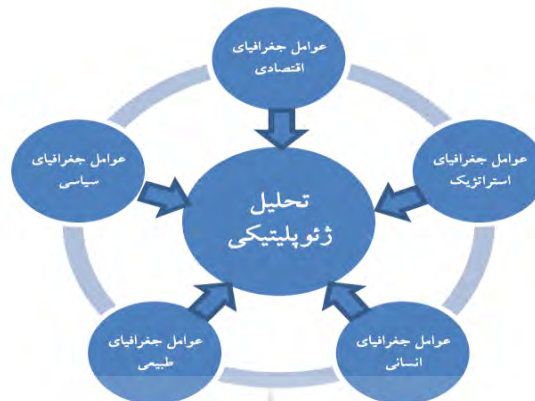 عوامل جغرافیای
اقتصادی
عوامل جغرافیای
استراتژیک
عوامل جغرافیای
سیاسی
تحلیل
ژئوپلیتیکی
عوامل جغرافیای
انسانی
عوامل جغرافیای
طبیعی